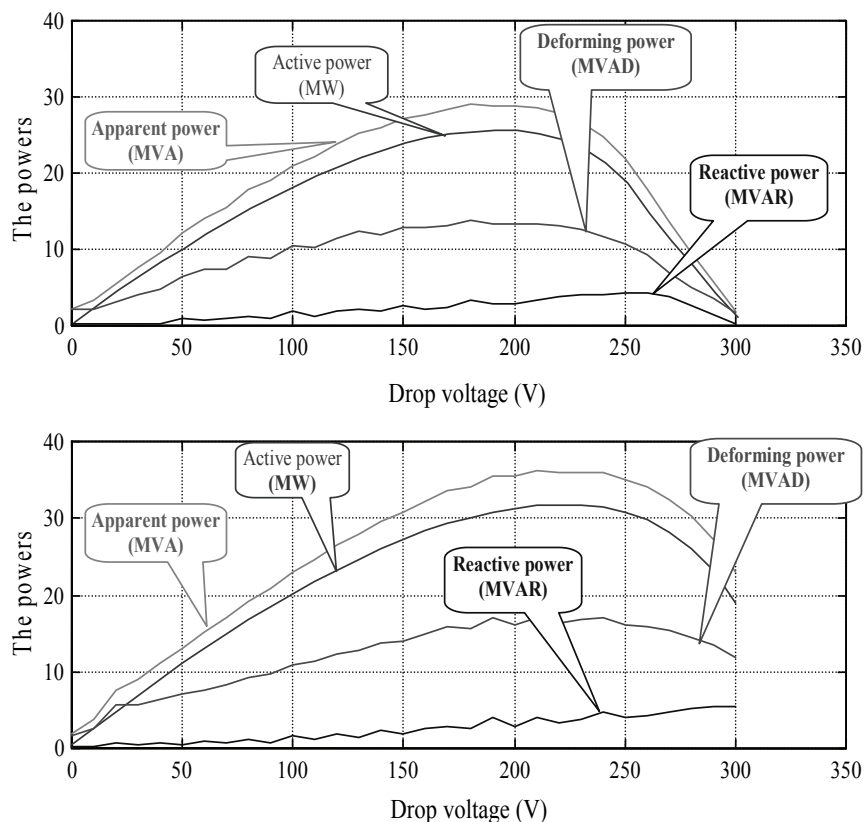 40
30
20
10
0
The powers
Apparent power
(MVA)
Active power
(MW)
Deforming power
(MVAD)
Reactive power
(MVAR)
0 50 100 150 200 250 300 350
Drop voltage (V)
40
30
20
10
0
The powers
Apparent power
(MVA)
Active power
(MW)
Reactive power
(MVAR)
Deforming power
(MVAD)
0 50 100 150 200 250 300 350
Drop voltage (V)